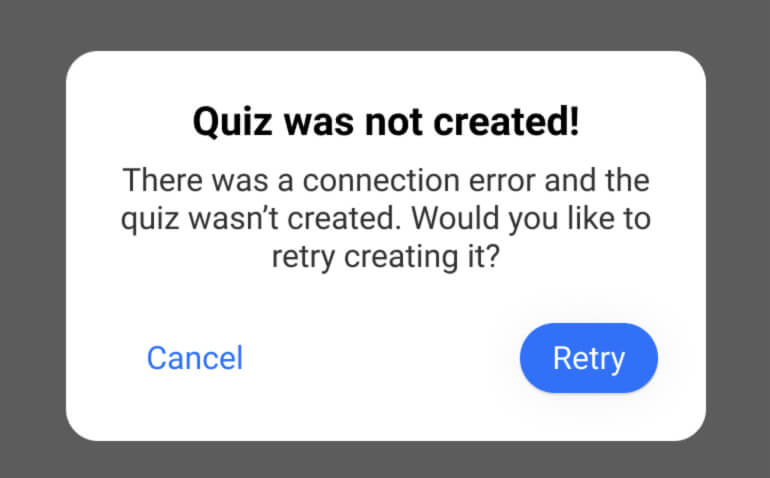 Quiz was not created!
There was a connection error and the
quiz wasn’t created. Would you like to
retry creating it?
Cancel
Retry